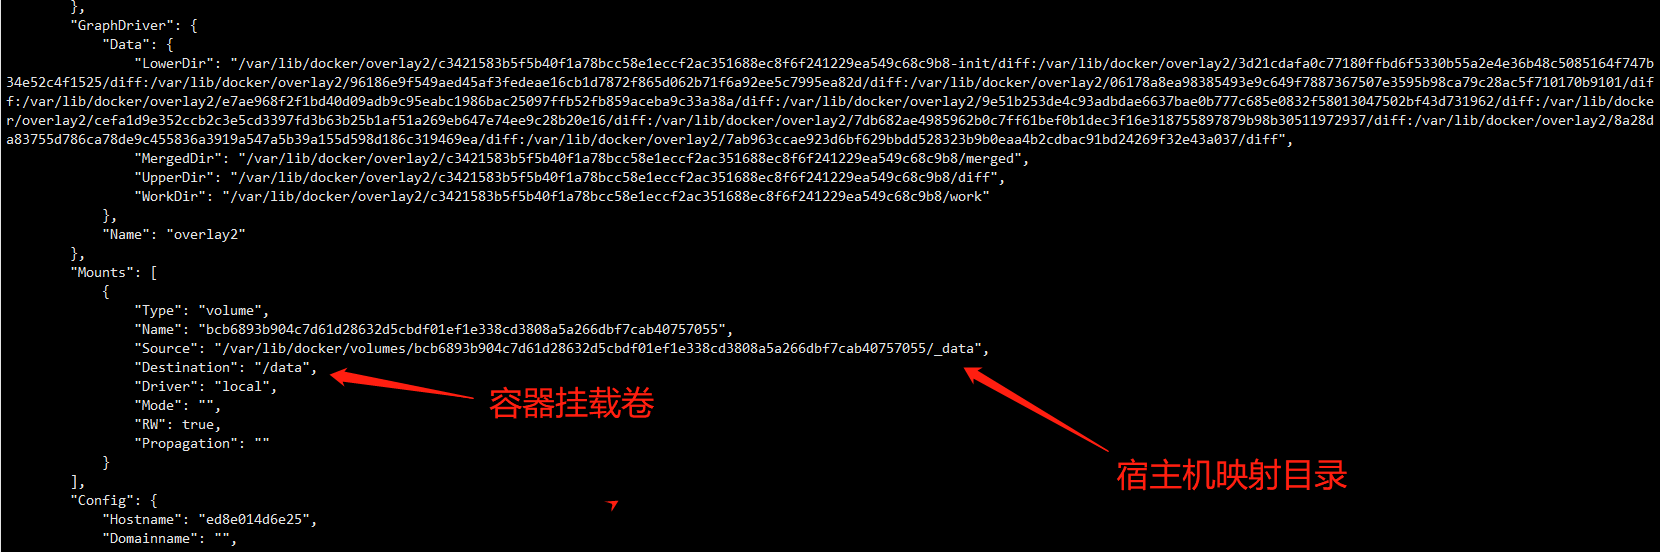 },
"GraphDriver": {
"Data": {
"LowerDir": "/var/lib/docker/overlay2/c3421583b5f5b40f1a78bcc58e1eccf2ac351688ec8f6f241229ea549c68c9b8-init/diff:/var/lib/docker/overlay2/3d21cdafa0c77180ffbd6f5330b55a2e4e36b48c5085164f747b
34e52c4f1525/diff:/var/lib/docker/overlay2/96186e9f549aed45af3fedeae16cb1d7872f865d062b71f6a92ee5c7995ea82d/diff:/var/lib/docker/overlay2/06178a8ea98385493e9c649f7887367507e3595b98ca79c28ac5f710170b9101/dif
f:/var/lib/docker/overlay2/e7ae968f2f1bd40d09adb9c95eabc1986bac25097ffb52fb859aceba9c33a38a/diff:/var/lib/docker/overlay2/9e51b253de4c93adbdae6637bae0b777c685e0832f58013047502bf43d731962/diff:/var/lib/docke
r/overlay2/cefa1d9e352ccb2c3e5cd3397fd3b63b25b1af51a269eb647e74ee9c28b20e16/diff:/var/lib/docker/overlay2/7db682ae4985962b0c7ff61bef0b1dec3f16e318755897879b98b30511972937/diff:/var/lib/docker/overlay2/8a28d
a83755d786ca78de9c455836a3919a547a5b39a155d598d186c319469ea/diff:/var/lib/docker/overlay2/7ab963ccae923d6bf629bbdd528323b9b0eaa4b2cdbac91bd24269f32e43a037/diff",
"MergedDir": "/var/lib/docker/overlay2/c3421583b5f5b40f1a78bcc58e1eccf2ac351688ec8f6f241229ea549c68c9b8/merged",
"UpperDir": "/var/lib/docker/overlay2/c3421583b5f5b40f1a78bcc58e1eccf2ac351688ec8f6f241229ea549c68c9b8/diff",
"WorkDir": "/var/lib/docker/overlay2/c3421583b5f5b40f1a78bcc58e1eccf2ac351688ec8f6f241229ea549c68c9b8/work"
},
"Name": "overlay2"
},
"Mounts": [
{
"Type": "volume",
"Name": "bcb6893b904c7d61d28632d5cbdf01ef1e338cd3808a5a266dbf7cab40757055",
"Source": "/var/lib/docker/volumes/bcb6893b904c7d61d28632d5cbdf01ef1e338cd3808a5a266dbf7cab40757055/_data",
"Destination": "/data",
"Driver": "local",
容器挂载卷
"Mode": "",
"RW": true,
"Propagation": ""
}
宿主机映射目录
],
"Config": {
"Hostname": "ed8e014d6e25",
"Domainname": "",